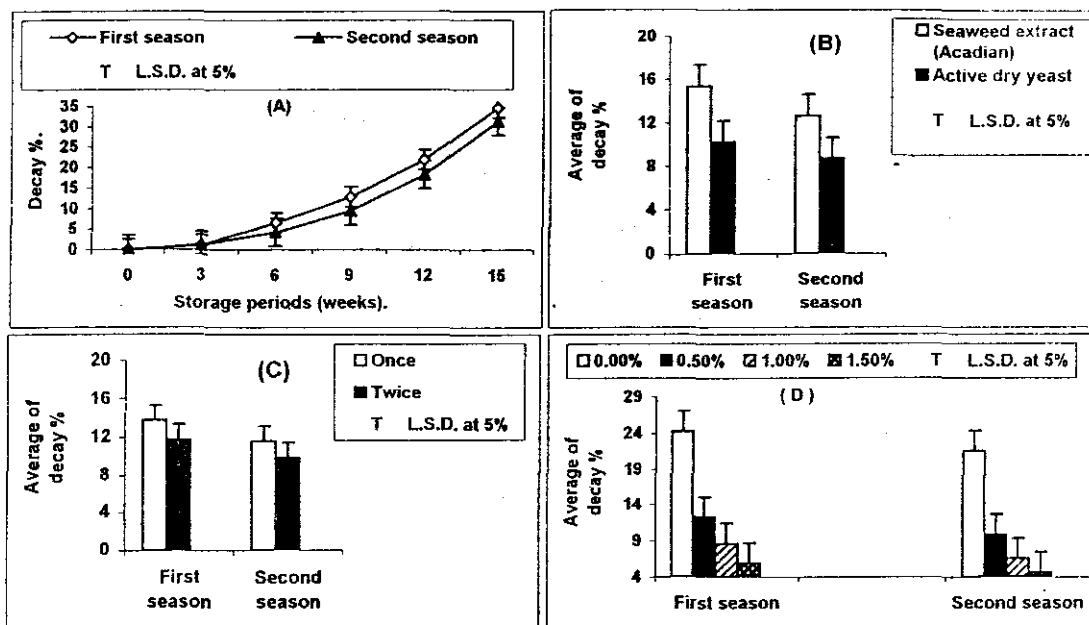 First season
Second season
T L.S.D. at 5%
(A)
Decay %.
35
30
25
20
15
10
5
0
0 3 6 9 12 15
Storage periods (weeks).
(B)
Seaweed extract
(Acadian)
Active dry yeast
T L.S.D. at 5%
Average of
decay %
20
16
12
8
4
0
First
season
Second
season
(C)
Once
Twice
T L.S.D. at 5%
Average of
decay %
20
16
12
8
4
0
First
season
Second
season
0.00% 0.50% 1.00% 1.50% T L.S.D. at 5%
( D )
Average of
decay %
29
24
19
14
9
4
First season
Second season